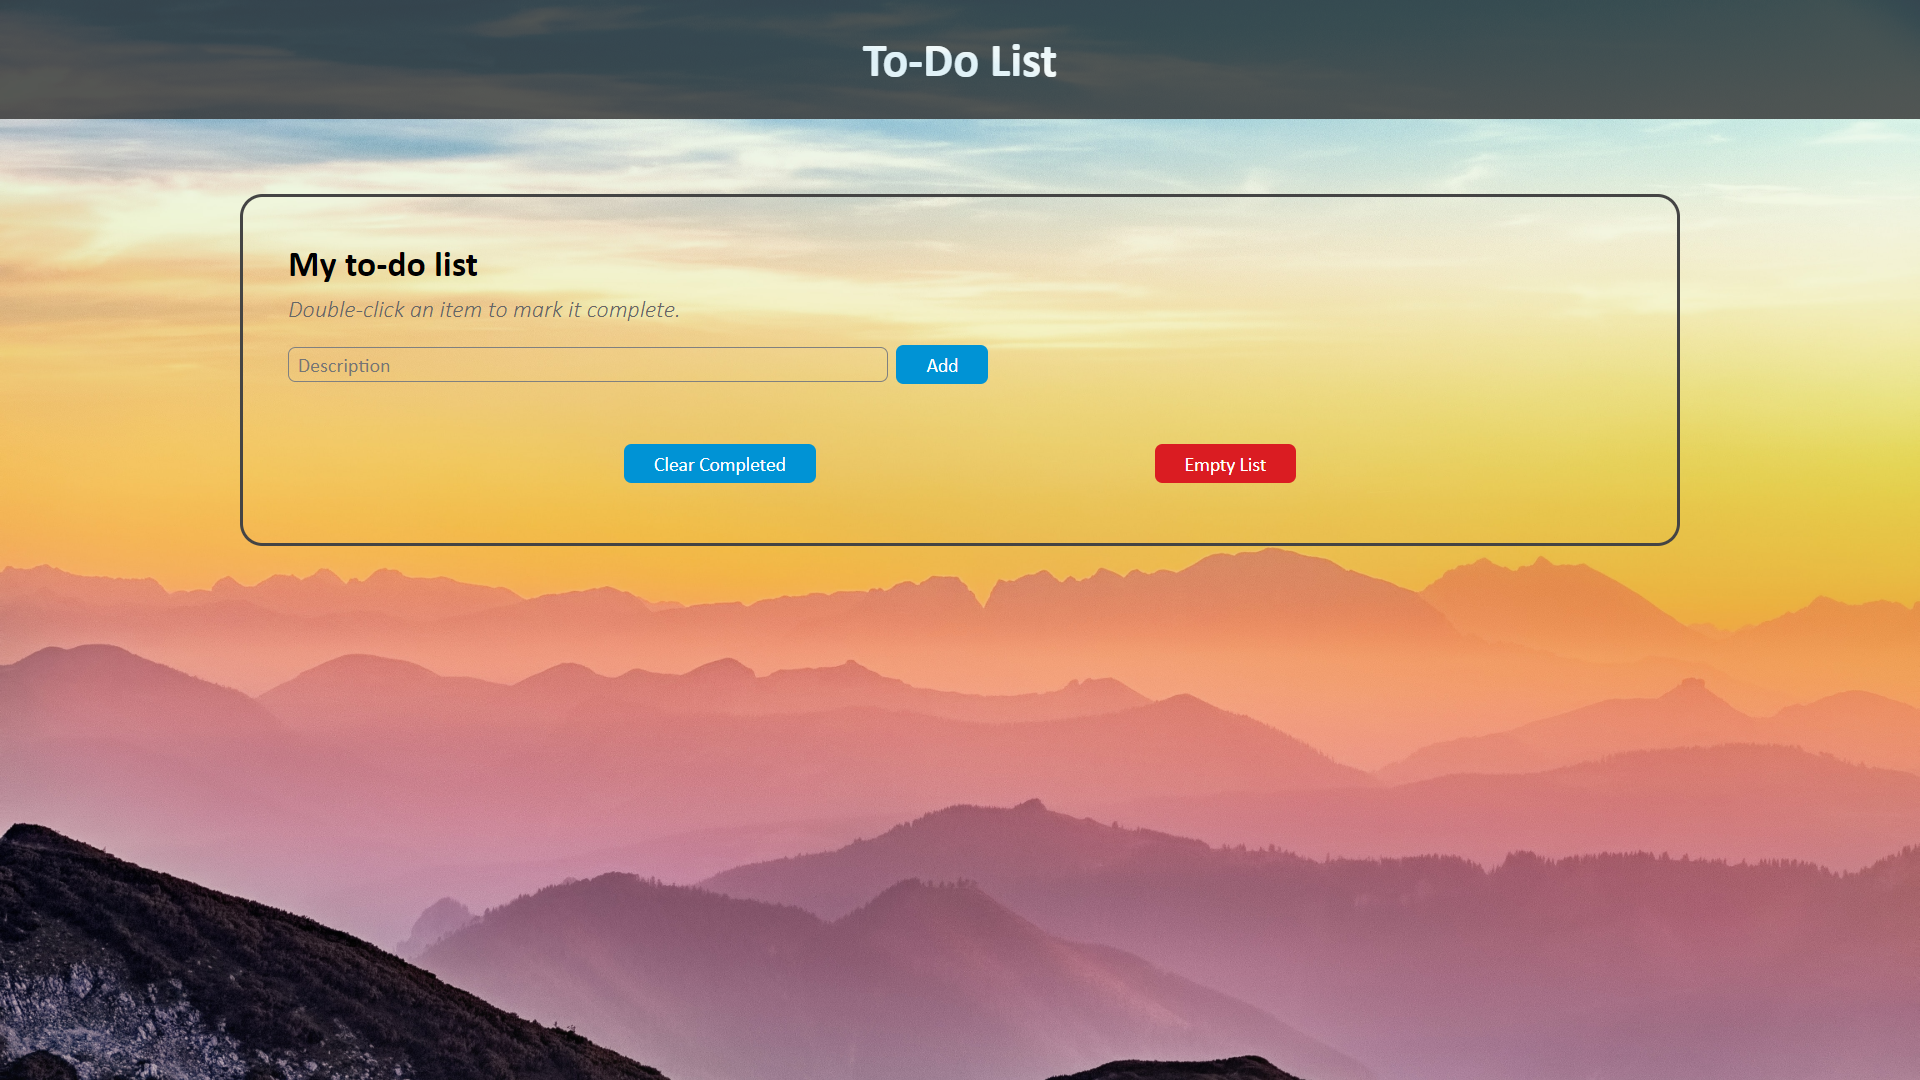 To-Do List
My to-do list
Double-click an item to mark it complete.
Description
Add
Clear Completed
Empty List